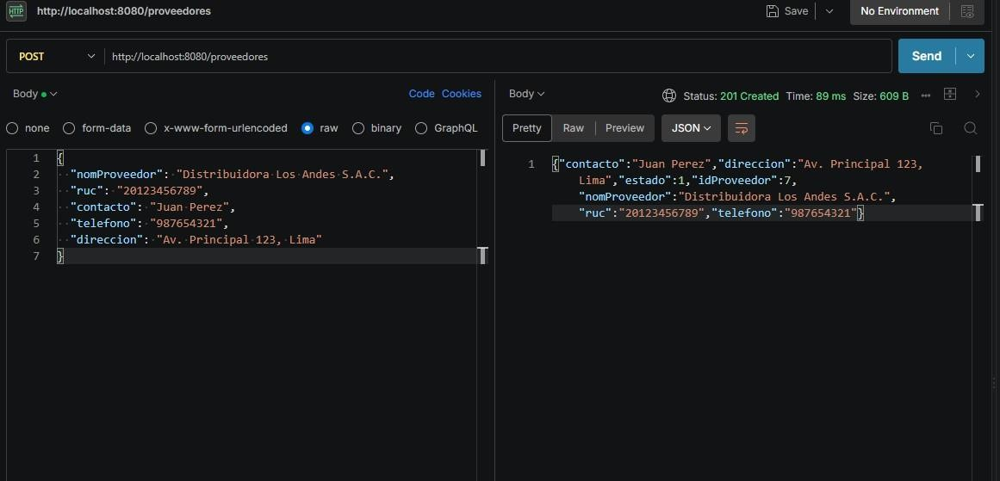 HTTP http://localhost:8080/proveedores Save No Environment
POST http://localhost:8080/proveedores Send
Body Code Cookies
none form-data x-www-form-urlencoded raw binary GraphQL
1 {
2 "nomProveedor": "Distribuidora Los Andes S.A.C.",
3 "ruc": "20123456789",
4 "contacto": "Juan Perez",
5 "telefono": "987654321",
6 "direccion": "Av. Principal 123, Lima"
7 }
Body Status: 201 Created Time: 89 ms Size: 609 B
Pretty Raw Preview JSON
1 {"contacto":"Juan Perez","direccion":"Av. Principal 123,
Lima","estado":1,"idProveedor":7,
"nomProveedor":"Distribuidora Los Andes S.A.C.",
"ruc":"20123456789","telefono":"987654321"}